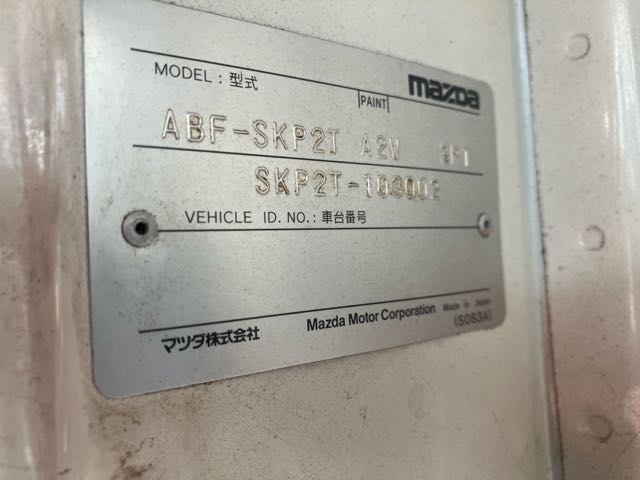 MODEL : 型式
mazda
PAINT
ABF-SKP2T A2W
SKP2T-103002
VEHICLE ID. NO. : 車台番号
マツダ株式会社
Mazda Motor Corporation Made in Japan
(S083A)